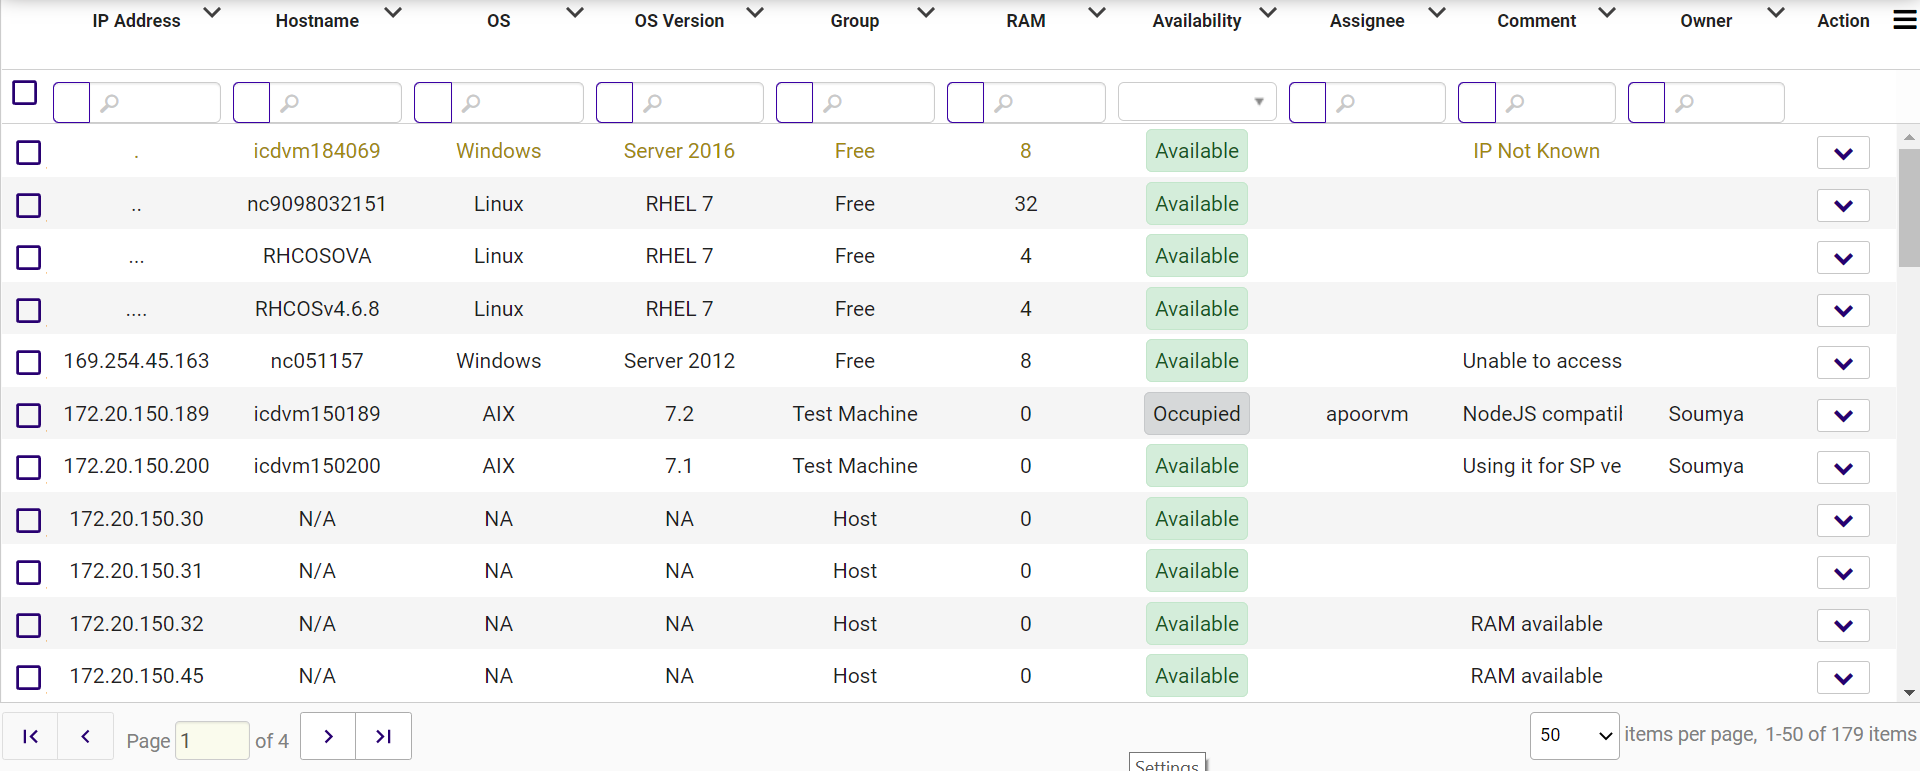 IP Address Hostname OS OS Version Group RAM Availability Assignee Comment Owner Action
. icdvm184069 Windows Server 2016 Free 8 Available IP Not Known
.. nc9098032151 Linux RHEL 7 Free 32 Available
... RHCOSOVA Linux RHEL 7 Free 4 Available
.... RHCOSv4.6.8 Linux RHEL 7 Free 4 Available
169.254.45.163 nc051157 Windows Server 2012 Free 8 Available Unable to access
172.20.150.189 icdvm150189 AIX 7.2 Test Machine 0 Occupied apoorvm NodeJS compatil Soumya
172.20.150.200 icdvm150200 AIX 7.1 Test Machine 0 Available Using it for SP ve Soumya
172.20.150.30 N/A NA NA Host 0 Available
172.20.150.31 N/A NA NA Host 0 Available
172.20.150.32 N/A NA NA Host 0 Available RAM available
172.20.150.45 N/A NA NA Host 0 Available RAM available
Page 1 of 4 50 items per page, 1-50 of 179 items
Settings